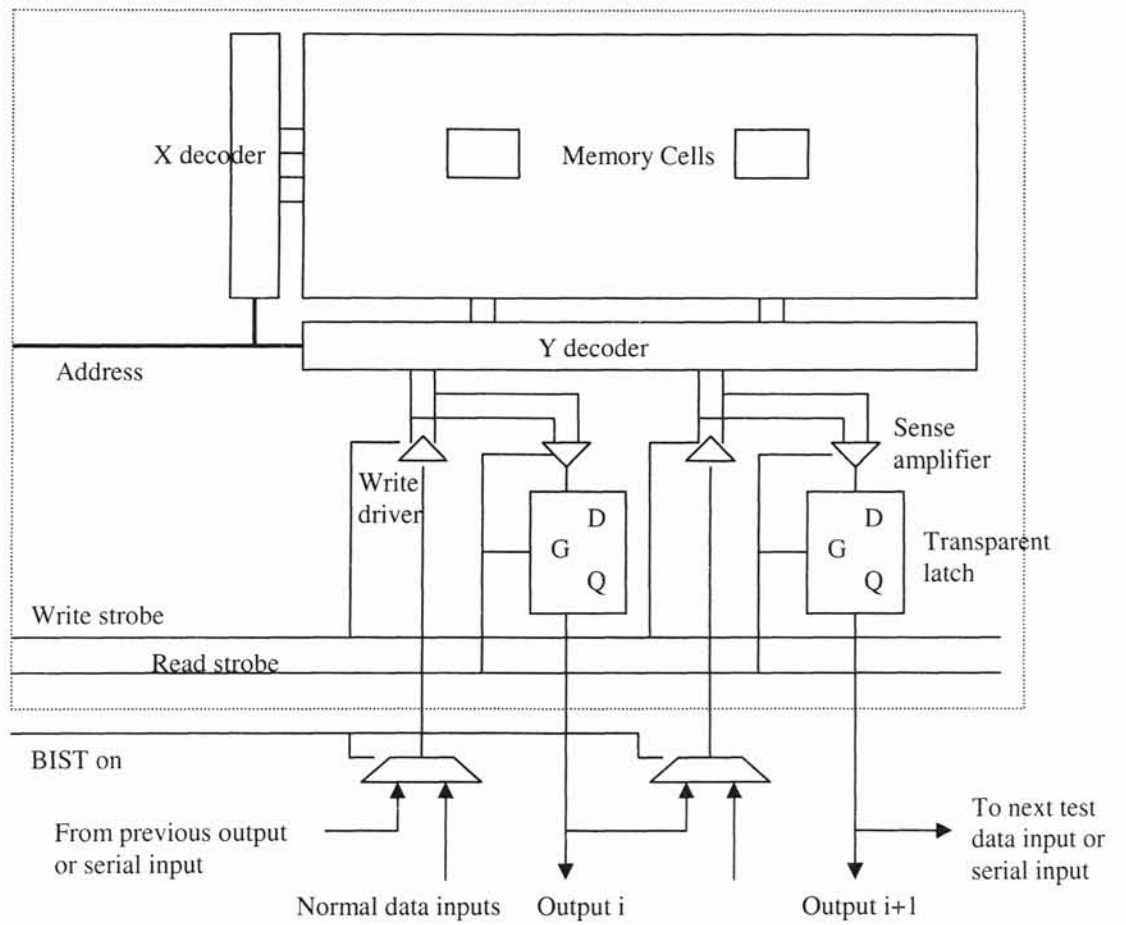 X decoder
Memory Cells
Y decoder
Address
Sense
amplifier
Write
driver
D
G
Q
D
G
Q
Transparent
latch
Write strobe
Read strobe
BIST on
From previous output
or serial input
To next test
data input or
serial input
Normal data inputs
Output i
Output i+1